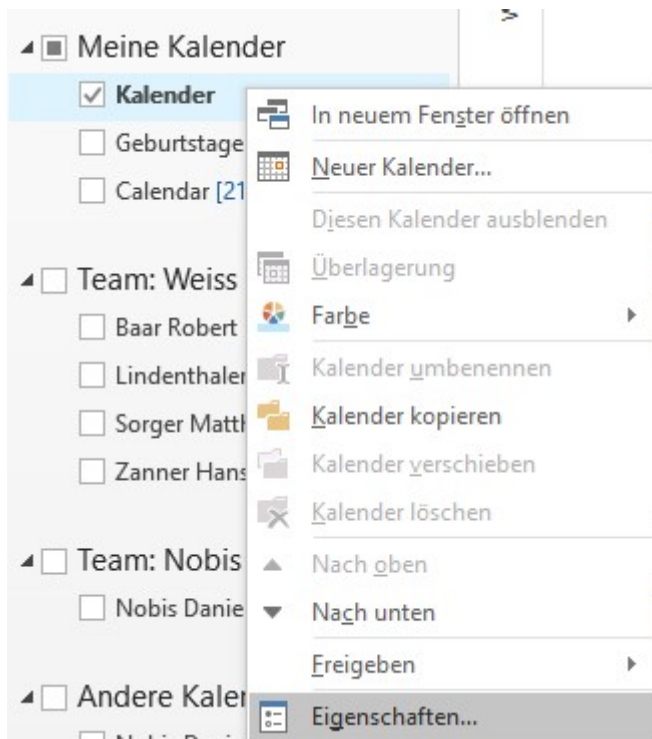 Meine Kalender
Kalender
Geburtstage
Calendar [21
Team: Weiss
Baar Robert
Lindenthaler
Sorger Matth
Zanner Hans
Team: Nobis
Nobis Danie
Andere Kalen
In neuem Fenster öffnen
Neuer Kalender...
Diesen Kalender ausblenden
Überlagerung
Farbe
Kalender umbenennen
Kalender kopieren
Kalender verschieben
Kalender löschen
Nach oben
Nach unten
Freigeben
Eigenschaften...